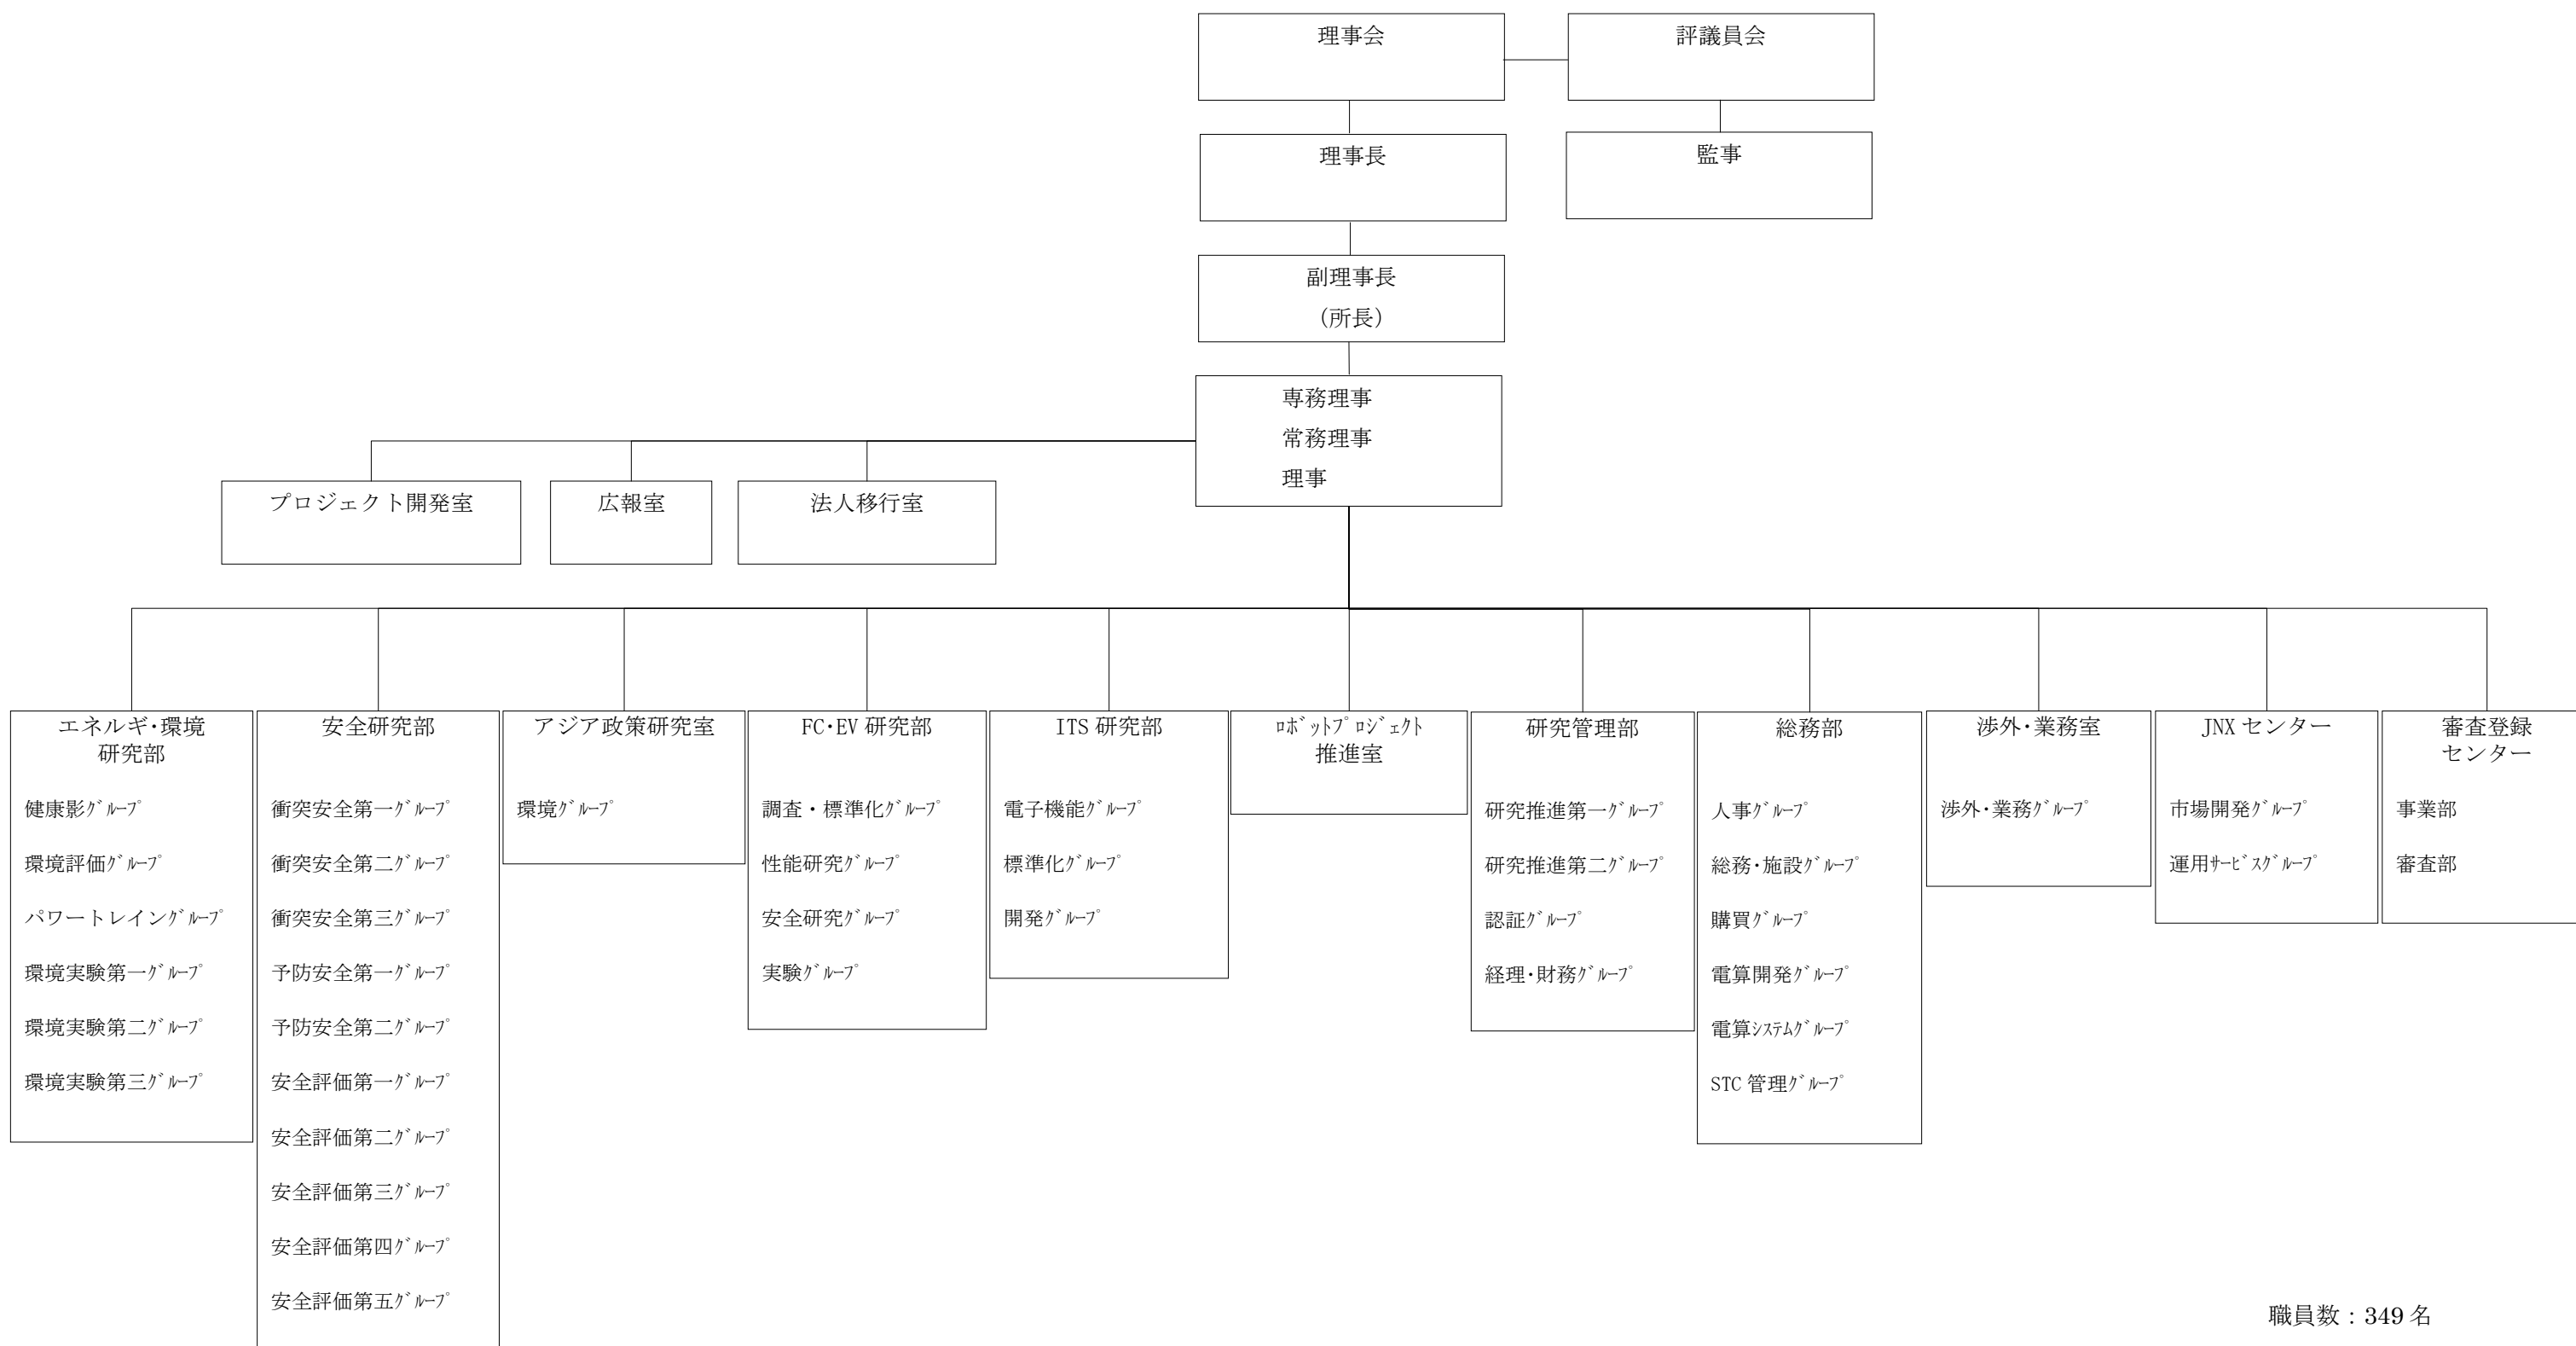 理事会
評議員会
理事長
監事
副理事長
（所長）
専務理事
常務理事
理事
プロジェクト開発室
広報室
法人移行室
エネルギ・環境
研究部
健康影ｸﾞﾙｰﾌﾟ
環境評価ｸﾞﾙｰﾌﾟ
パワートレインｸﾞﾙｰﾌﾟ
環境実験第一ｸﾞﾙｰﾌﾟ
環境実験第二ｸﾞﾙｰﾌﾟ
環境実験第三ｸﾞﾙｰﾌﾟ
安全研究部
衝突安全第一ｸﾞﾙｰﾌﾟ
衝突安全第二ｸﾞﾙｰﾌﾟ
衝突安全第三ｸﾞﾙｰﾌﾟ
予防安全第一ｸﾞﾙｰﾌﾟ
予防安全第二ｸﾞﾙｰﾌﾟ
安全評価第一ｸﾞﾙｰﾌﾟ
安全評価第二ｸﾞﾙｰﾌﾟ
安全評価第三ｸﾞﾙｰﾌﾟ
安全評価第四ｸﾞﾙｰﾌﾟ
安全評価第五ｸﾞﾙｰﾌﾟ
アジア政策研究室
環境ｸﾞﾙｰﾌﾟ
FC・EV 研究部
調査・標準化ｸﾞﾙｰﾌﾟ
性能研究ｸﾞﾙｰﾌﾟ
安全研究ｸﾞﾙｰﾌﾟ
実験ｸﾞﾙｰﾌﾟ
ITS 研究部
電子機能ｸﾞﾙｰﾌﾟ
標準化ｸﾞﾙｰﾌﾟ
開発ｸﾞﾙｰﾌﾟ
ﾛﾎﾞｯﾄﾌﾟﾛｼﾞｪｸﾄ
推進室
研究管理部
研究推進第一ｸﾞﾙｰﾌﾟ
研究推進第二ｸﾞﾙｰﾌﾟ
認証ｸﾞﾙｰﾌﾟ
経理・財務ｸﾞﾙｰﾌﾟ
総務部
人事ｸﾞﾙｰﾌﾟ
総務・施設ｸﾞﾙｰﾌﾟ
購買ｸﾞﾙｰﾌﾟ
電算開発ｸﾞﾙｰﾌﾟ
電算ｼｽﾃﾑｸﾞﾙｰﾌﾟ
STC 管理ｸﾞﾙｰﾌﾟ
渉外・業務室
渉外・業務ｸﾞﾙｰﾌﾟ
JNX センター
市場開発ｸﾞﾙｰﾌﾟ
運用ｻｰﾋﾞｽｸﾞﾙｰﾌﾟ
審査登録
センター
事業部
審査部
職員数：349 名